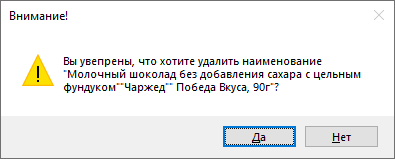 Внимание!
Вы увепрены, что хотите удалить наименование
"Молочный шоколад без добавления сахара с цельным
фундуком""Чаржед"" Победа Вкуса, 90г"?
Да
Нет